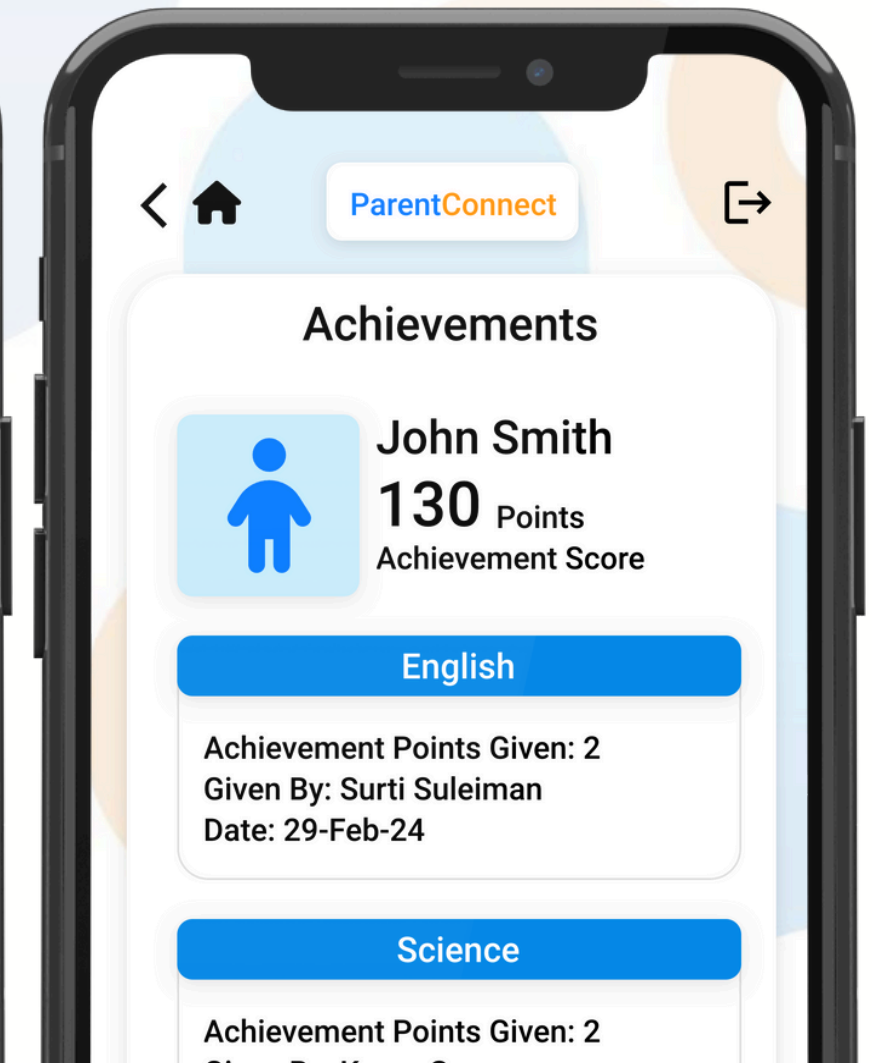 ParentConnect
Achievements
John Smith
130 Points
Achievement Score
English
Achievement Points Given: 2
Given By: Surti Suleiman
Date: 29-Feb-24
Science
Achievement Points Given: 2